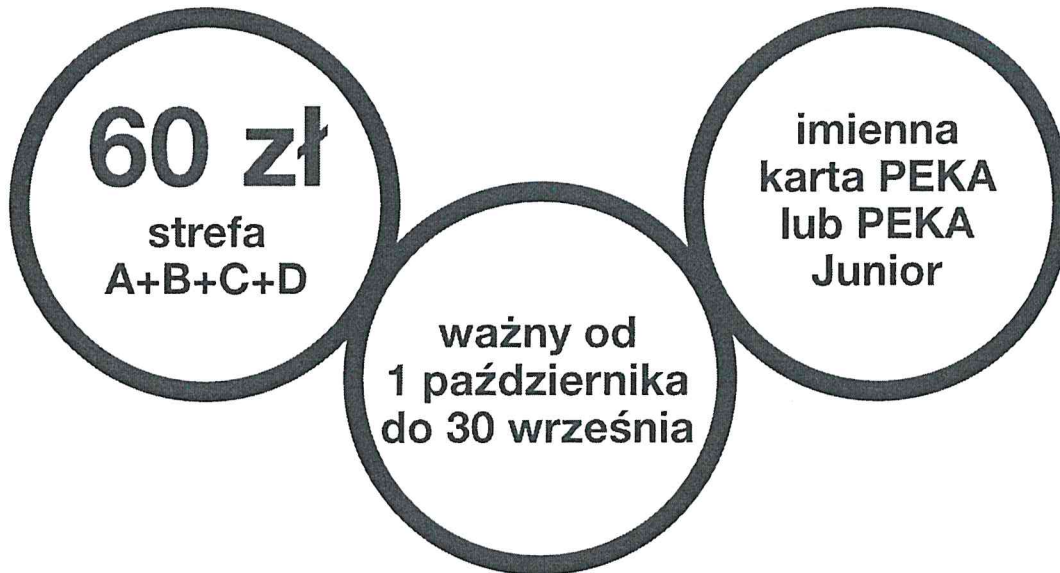 60 zł
strefa
A+B+C+D
ważny od
1 października
do 30 września
imienna
karta PEKA
lub PEKA
Junior